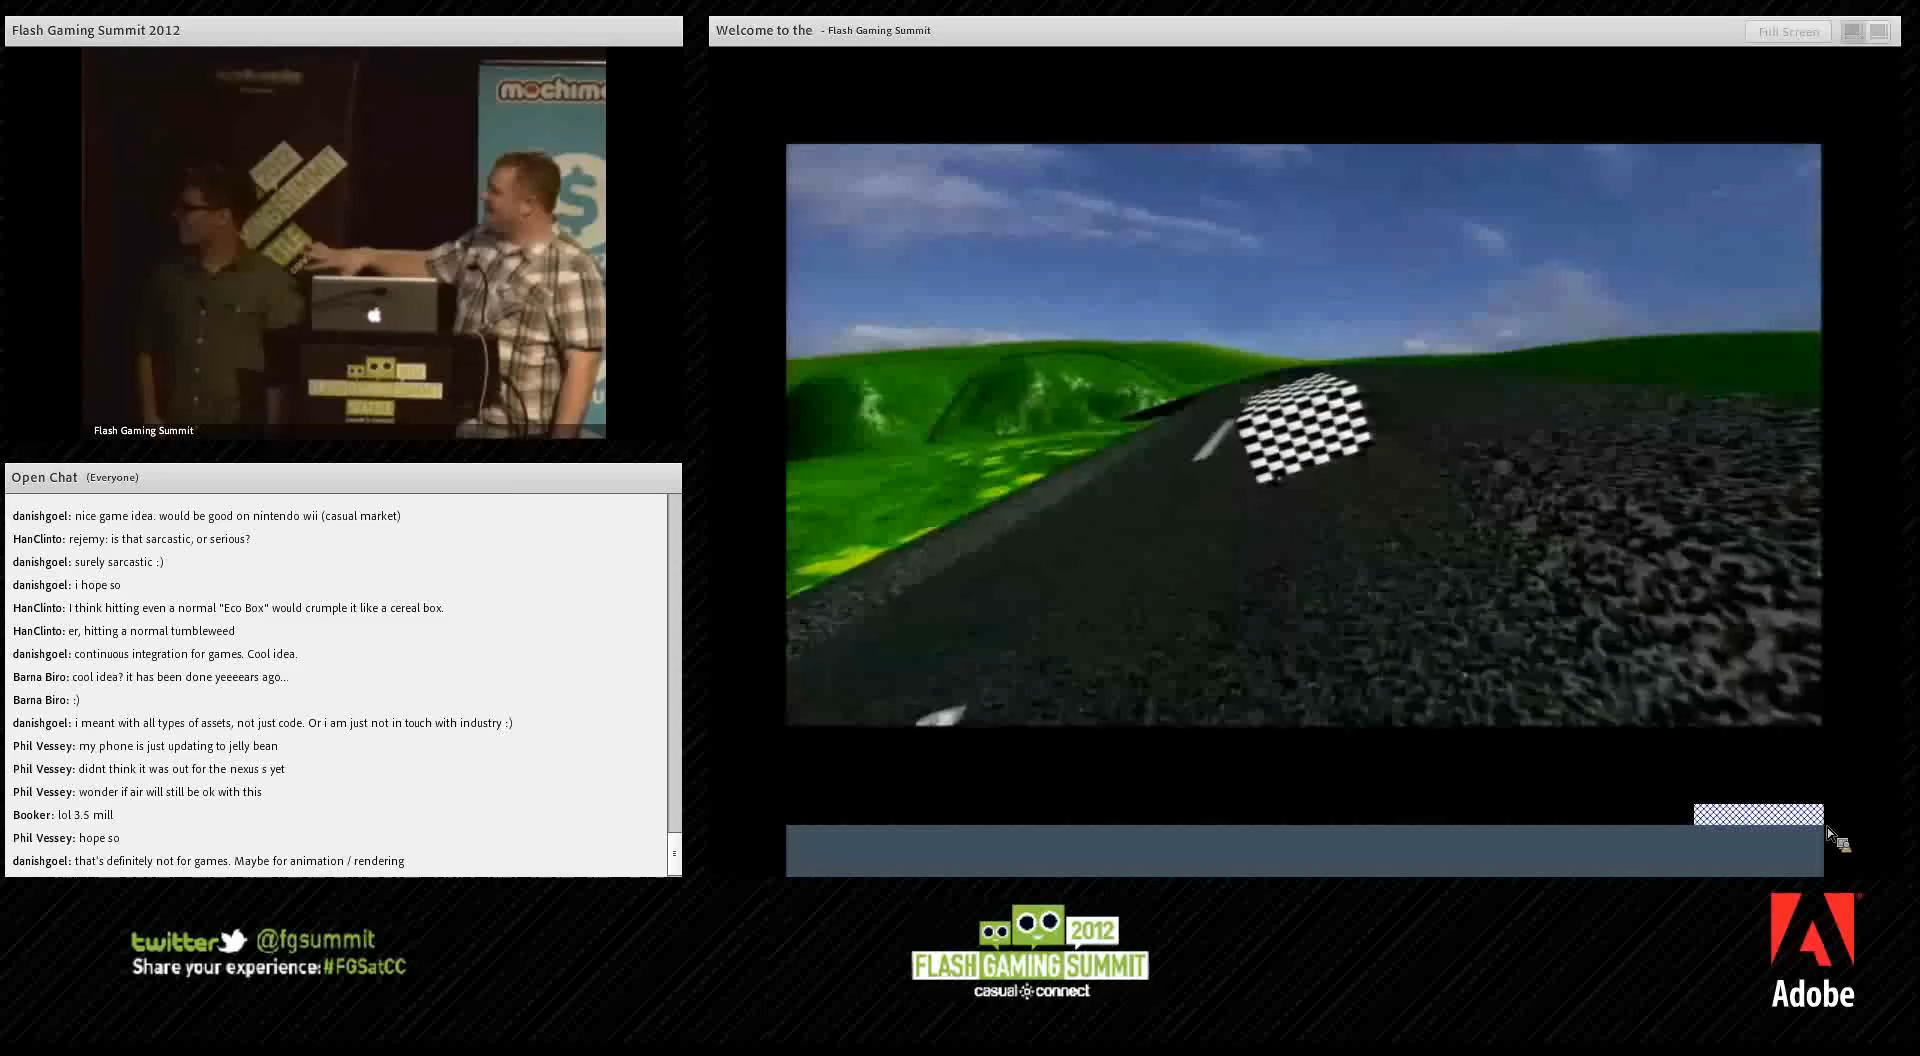 Flash Gaming Summit 2012
mochim
$
SUMMIT
Flash Gaming Summit
Open Chat (Everyone)
danishgoel: nice game idea. would be good on nintendo wii (casual market)
HanClinto: rejemy: is that sarcastic, or serious?
danishgoel: surely sarcastic :)
danishgoel: i hope so
HanClinto: I think hitting even a normal "Eco Box" would crumple it like a cereal box.
HanClinto: er, hitting a normal tumbleweed
danishgoel: continuous integration for games. Cool idea.
Barna Biro: cool idea? it has been done yeeeears ago...
Barna Biro: :)
danishgoel: i meant with all types of assets, not just code. Or i am just not in touch with industry :)
Phil Vessey: my phone is just updating to jelly bean
Phil Vessey: didnt think it was out for the nexus s yet
Phil Vessey: wonder if air will still be ok with this
Booker: lol 3.5 mill
Phil Vessey: hope so
danishgoel: that's definitely not for games. Maybe for animation / rendering
Welcome to the - Flash Gaming Summit
Full Screen
twitter @fgsummit
Share your experience: #FGSatCC
2012
FLASH GAMING SUMMIT
casual connect
Adobe